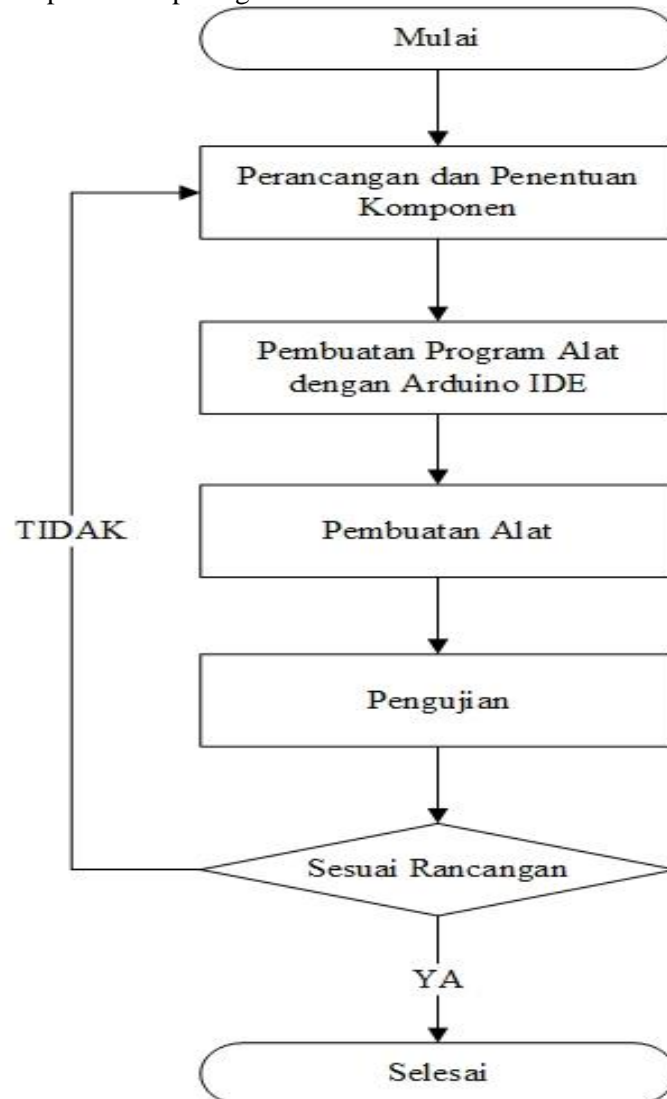 Mulai
Perancangan dan Penentuan
Komponen
Pembuatan Program Alat
dengan Arduino IDE
Pembuatan Alat
TIDAK
Pengujian
Sesuai Rancangan
YA
Selesai